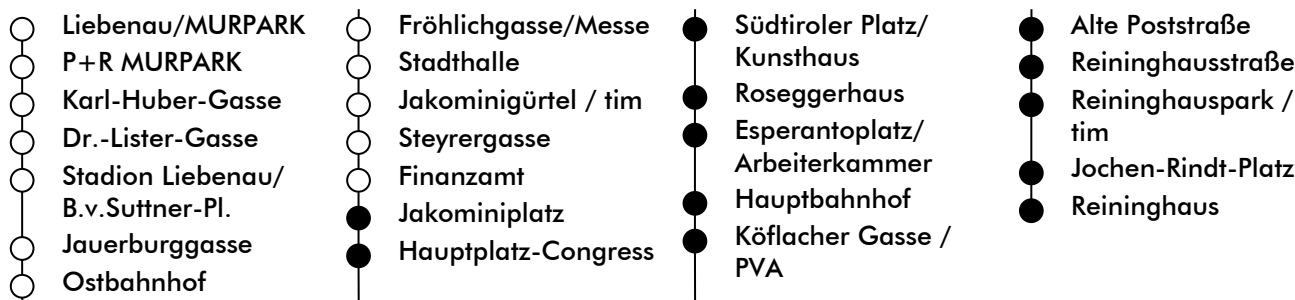 Liebenau/MURPARK
P+R MURPARK
Karl-Huber-Gasse
Dr.-Lister-Gasse
Stadion Liebenau/
B.v.Suttner-Pl.
Jauerburggasse
Ostbahnhof
Fröhlichgasse/Messe
Stadthalle
Jakominigürtel / tim
Steyrergasse
Finanzamt
Jakominiplatz
Hauptplatz-Congress
Südtiroler Platz/
Kunsthaus
Roseggerhaus
Esperantoplatz/
Arbeiterkammer
Hauptbahnhof
Köflacher Gasse /
PVA
Alte Poststraße
Reininghausstraße
Reininghauspark /
tim
Jochen-Rindt-Platz
Reininghaus